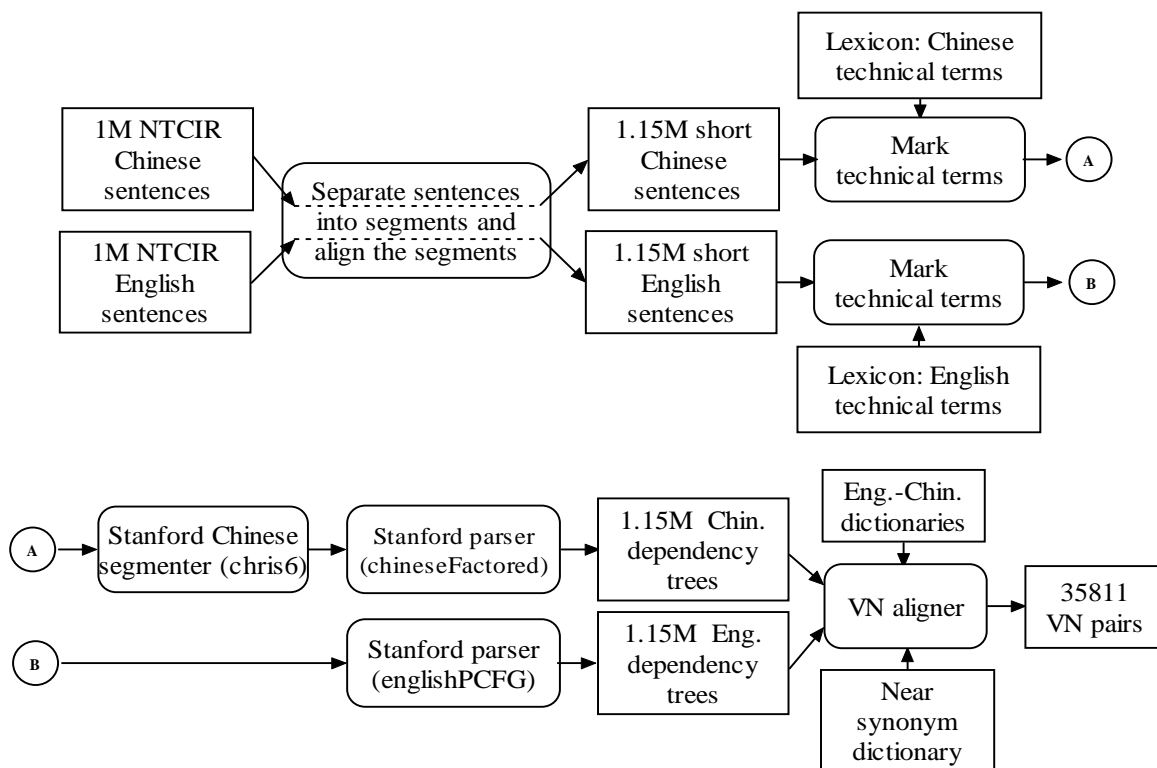 Lexicon: Chinese
technical terms
1M NTCIR
Chinese
sentences
1.15M short
Chinese
sentences
Mark
technical terms
A
Separate sentences
into segments and
align the segments
1M NTCIR
English
sentences
1.15M short
English
sentences
Mark
technical terms
B
Lexicon: English
technical terms
Eng.-Chin.
dictionaries
A
Stanford Chinese
segmenter (chris6)
Stanford parser
(chineseFactored)
1.15M Chin.
dependency
trees
VN aligner
35811
VN pairs
B
Stanford parser
(englishPCFG)
1.15M Eng.
dependency
trees
Near
synonym
dictionary